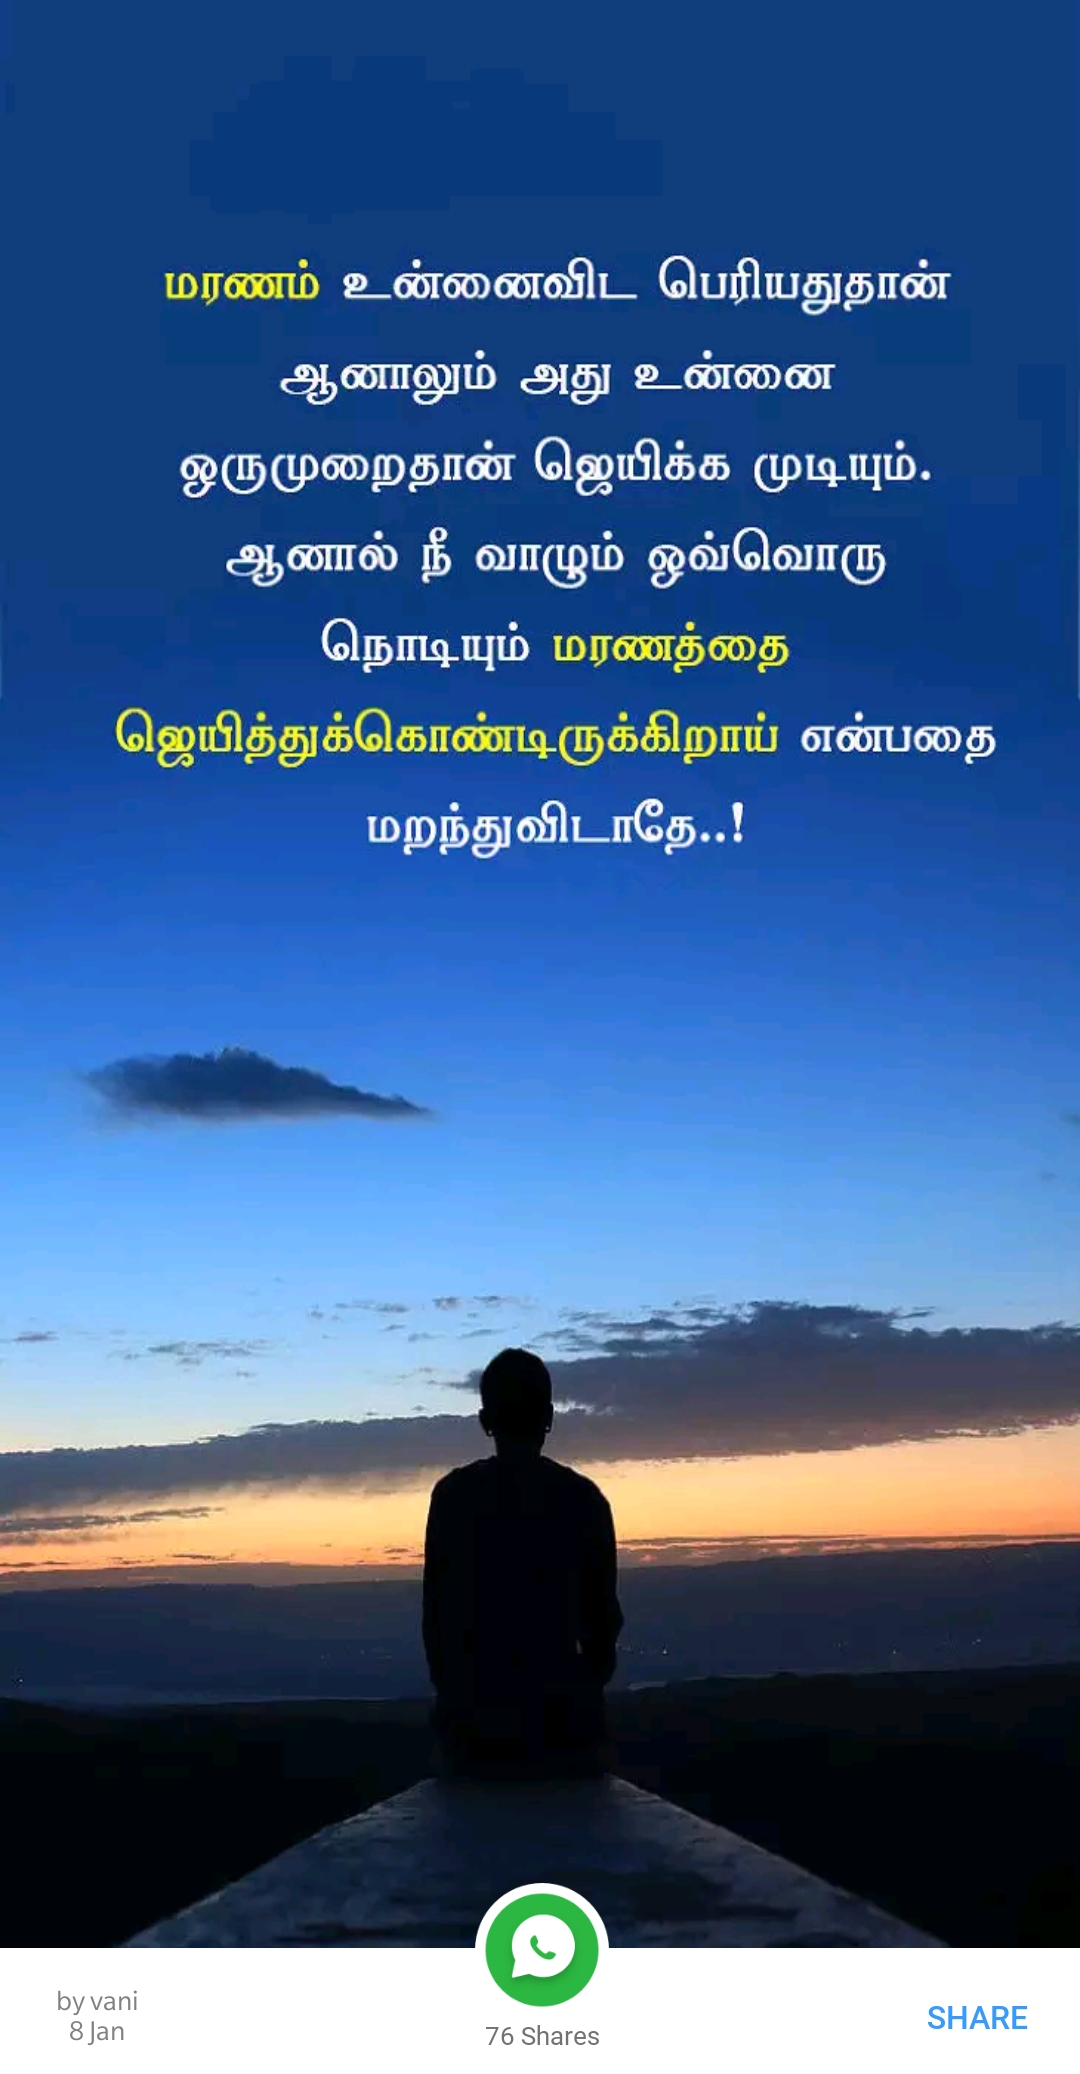 மரணம் உன்னைவிட பெரியதுதான்
ஆனாலும் அது உன்னை
ஒருமுறைதான் ஜெயிக்க முடியும்.
ஆனால் நீ வாழும் ஒவ்வொரு
நொடியும் மரணத்தை
ஜெயித்துக்கொண்டிருக்கிறாய் என்பதை
மறந்துவிடாதே..!
by vani
8 Jan
76 Shares
SHARE